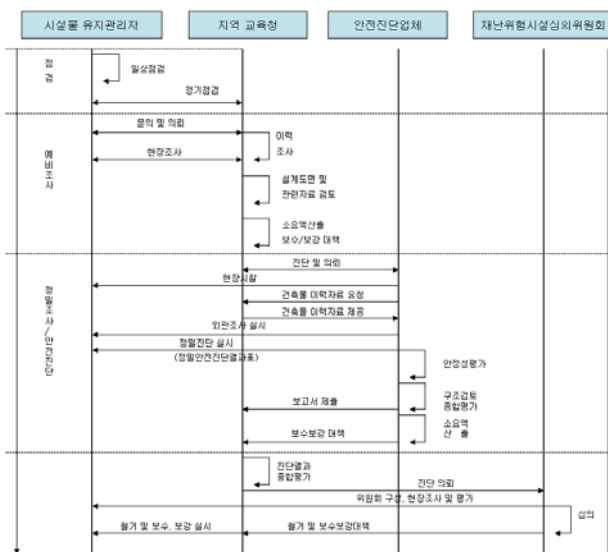 시설물 유지관리자
지역 교육청
안전진단업체
재난위험시설심의위원회
점
검
일상점검
정기점검
예
비
조
사
문의 및 의뢰
이력
조사
현장조사
설계도면 및
관련자료 검토
소요액산출
보수/보강 대책
정
밀
조
사
/
안
전
진
단
진단 및 의뢰
현장시찰
건축물 이력자료 요청
건축물 이력자료 제공
외관조사 실시
정밀진단 실시
(정밀안전진단결과표)
안정성평가
구조검토
종합평가
보고서 제출
소요액
산 출
보수보강 대책
진단결과
종합평가
진단 의뢰
위원회 구성, 현장조사 및 평가
심의
철거 및 보수, 보강 실시
철거 및 보수보강대책